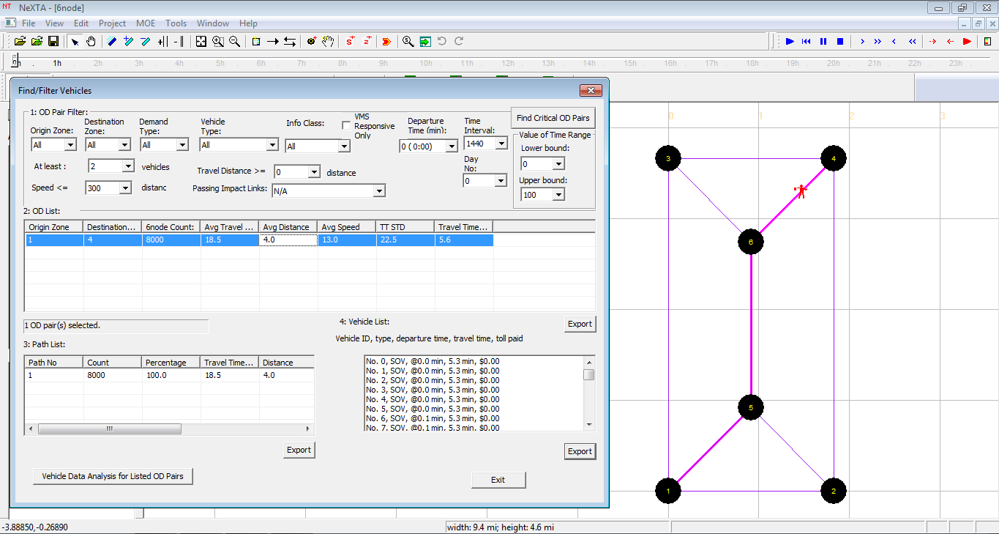 NeXTA - [6node]
File View Edit Project MOE Tools Window Help
1h 2h 3h 4h 5h 6h 7h 8h 9h 10h 11h 12h 13h 14h 15h 16h 17h 18h 19h 20h 21h 22h 23h
Find/Filter Vehicles
1: OD Pair Filter:
Origin Zone: Destination Zone: Demand Type: Vehicle Type: Info Class: VMS Responsive Only Departure Time (min): Time Interval: Find Critical OD Pairs
All All All All All 0 ( 0:00) 1440
Value of Time Range
Lower bound:
0
Upper bound:
100
At least : 2 vehicles Travel Distance >= 0 distance Day No: 0
Speed <= 300 distanc Passing Impact Links: N/A
2: OD List:
Origin Zone Destination... 6node Count: Avg Travel ... Avg Distance Avg Speed TT STD Travel Time...
1 4 8000 18.5 4.0 13.0 22.5 5.6
1 OD pair(s) selected.
4: Vehicle List:
Export
Vehicle ID, type, departure time, travel time, toll paid
3: Path List:
Path No Count Percentage Travel Time... Distance
1 8000 100.0 18.5 4.0
No. 0, SOV, @0.0 min, 5.3 min, $0.00
No. 1, SOV, @0.0 min, 5.3 min, $0.00
No. 2, SOV, @0.0 min, 5.3 min, $0.00
No. 3, SOV, @0.0 min, 5.3 min, $0.00
No. 4, SOV, @0.0 min, 5.3 min, $0.00
No. 5, SOV, @0.0 min, 5.3 min, $0.00
No. 6, SOV, @0.1 min, 5.3 min, $0.00
No. 7, SOV, @0.1 min, 5.3 min, $0.00
Export
Export
Vehicle Data Analysis for Listed OD Pairs
Exit
0 1 2 3
3 4
6
5
1 2
-3.88850,-0.26890
width: 9.4 mi; height: 4.6 mi